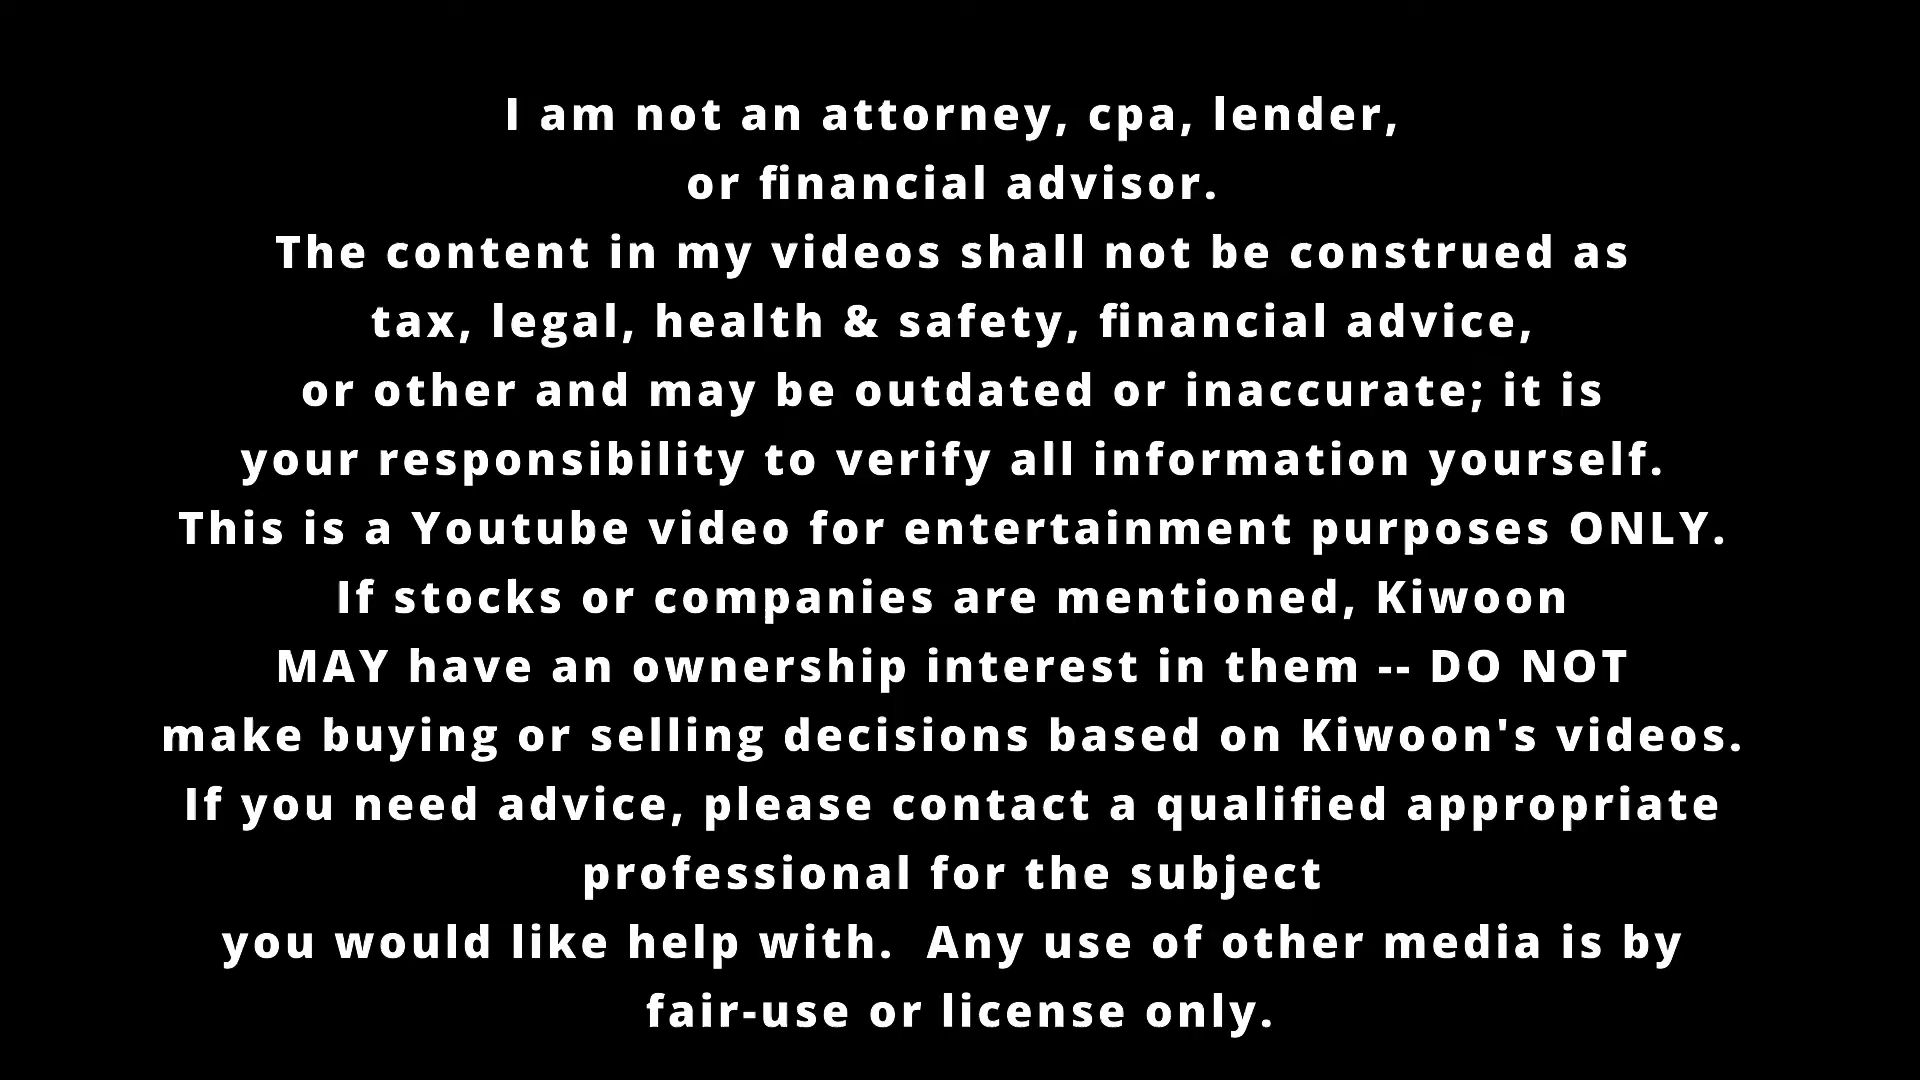 I am not an attorney, cpa, lender,
or financial advisor.
The content in my videos shall not be construed as
tax, legal, health & safety, financial advice,
or other and may be outdated or inaccurate; it is
your responsibility to verify all information yourself.
This is a Youtube video for entertainment purposes ONLY.
If stocks or companies are mentioned, Kiwoon
MAY have an ownership interest in them -- DO NOT
make buying or selling decisions based on Kiwoon's videos.
If you need advice, please contact a qualified appropriate
professional for the subject
you would like help with.  Any use of other media is by
fair-use or license only.